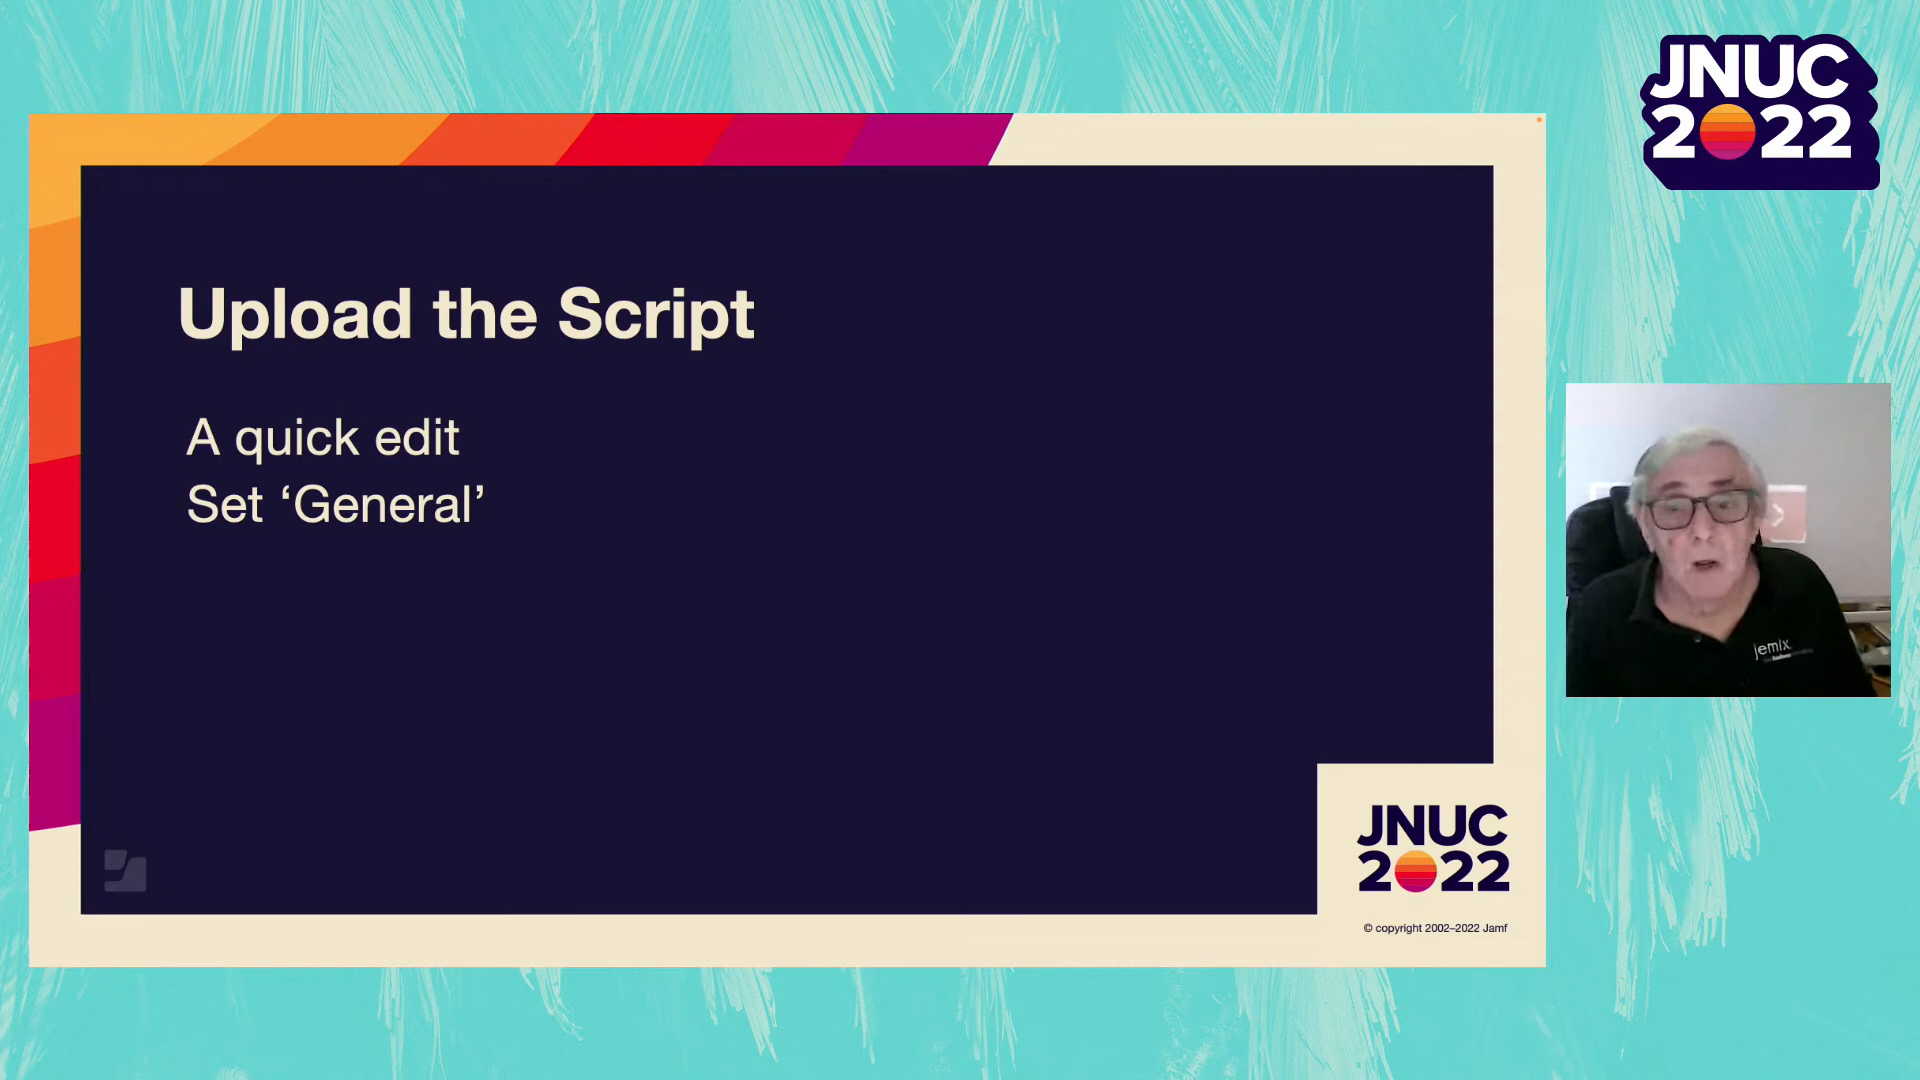 JNUC
2022
Upload the Script
A quick edit
Set ‘General’
jemix
JNUC
2022
© copyright 2002–2022 Jamf